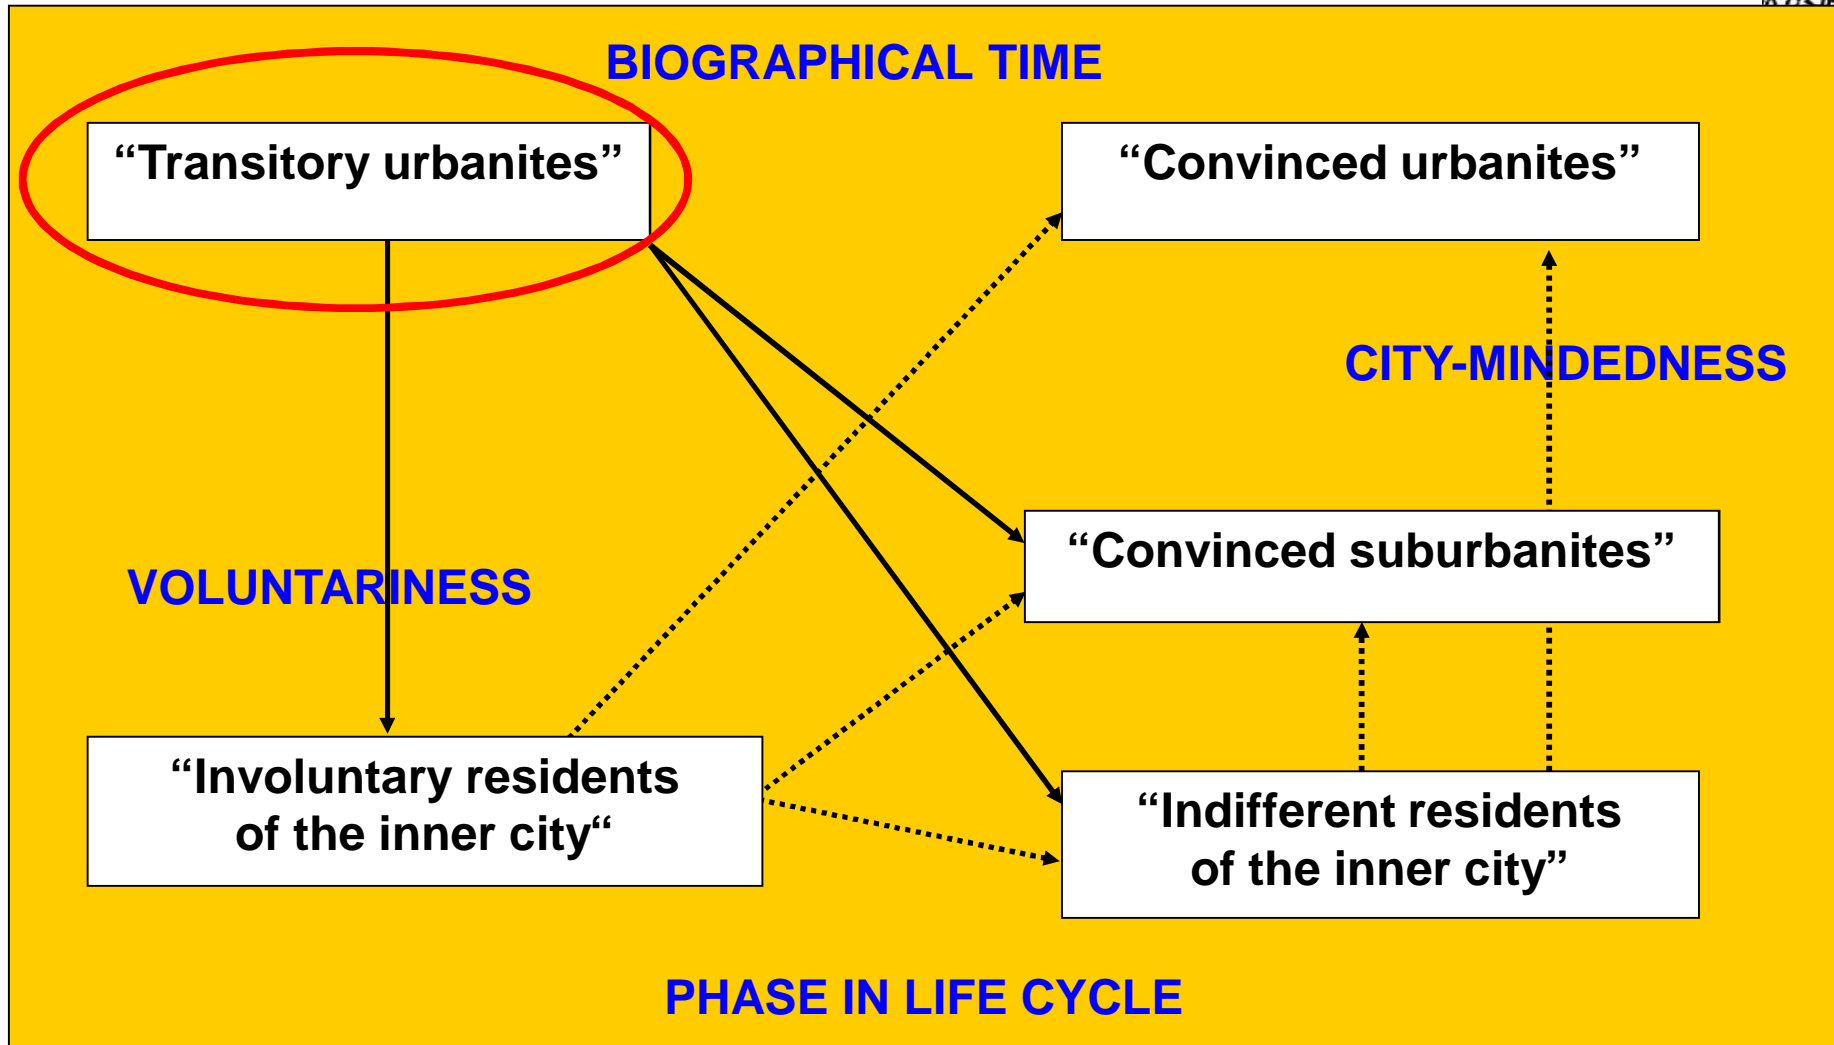 BIOGRAPHICAL TIME
“Transitory urbanites”
“Convinced urbanites”
CITY-MINDEDNESS
“Convinced suburbanites”
VOLUNTARINESS
“Involuntary residents
of the inner city“
“Indifferent residents
of the inner city”
PHASE IN LIFE CYCLE